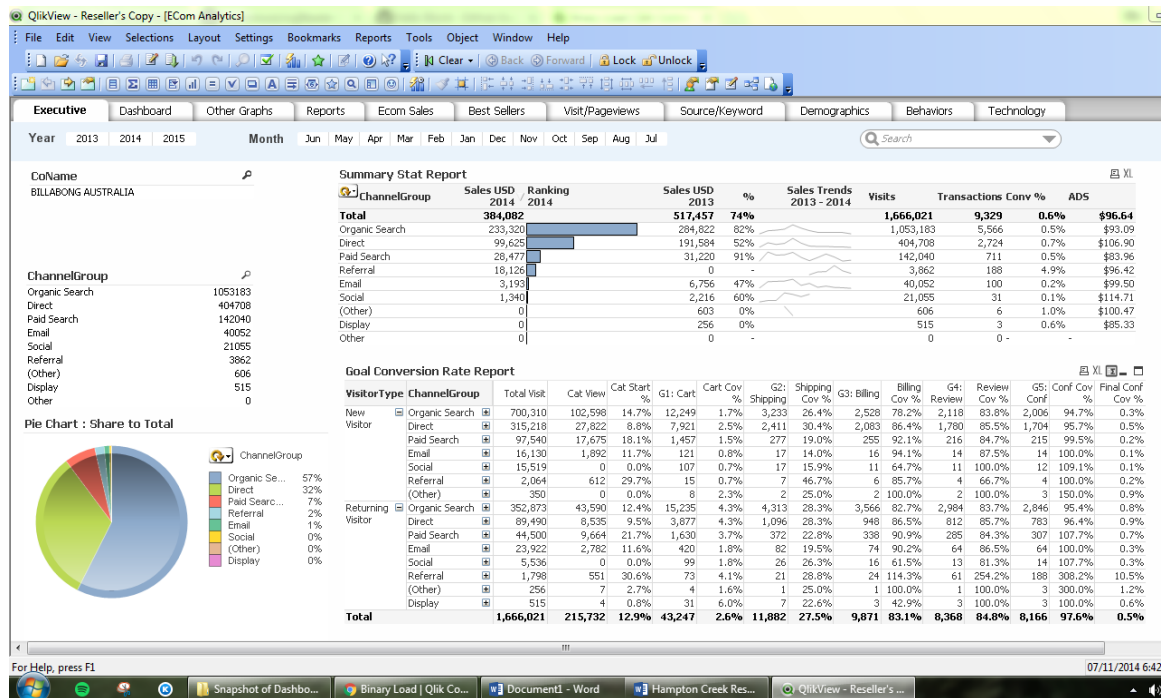 QlikView - Reseller's Copy - [ECom Analytics]
File Edit View Selections Layout Settings Bookmarks Reports Tools Object Window Help
Clear Back Forward Lock Unlock
Executive Dashboard Other Graphs Reports Ecom Sales Best Sellers Visit/Pageviews Source/Keyword Demographics Behaviors Technology
Year 2013 2014 2015 Month Jun May Apr Mar Feb Jan Dec Nov Oct Sep Aug Jul Search
CoName
BILLABONG AUSTRALIA
ChannelGroup
Organic Search 1053183
Direct 404708
Paid Search 142040
Email 40052
Social 21055
Referral 3862
(Other) 606
Display 515
Other 0
Pie Chart : Share to Total
ChannelGroup
Organic Se... 57%
Direct 32%
Paid Searc... 7%
Referral 2%
Email 1%
Social 0%
(Other) 0%
Display 0%
Summary Stat Report XL
ChannelGroup Sales USD 2014 / Ranking 2014 Sales USD 2013 % Sales Trends 2013 - 2014 Visits Transactions Conv % ADS
Total 384,082 517,457 74% 1,666,021 9,329 0.6% $96.64
Organic Search 233,320 284,822 82% 1,053,183 5,566 0.5% $93.09
Direct 99,625 191,584 52% 404,708 2,724 0.7% $106.90
Paid Search 28,477 31,220 91% 142,040 711 0.5% $83.96
Referral 18,126 0 - 3,862 188 4.9% $96.42
Email 3,193 6,756 47% 40,052 100 0.2% $99.50
Social 1,340 2,216 60% 21,055 31 0.1% $114.71
(Other) 0 603 0% 606 6 1.0% $100.47
Display 0 256 0% 515 3 0.6% $85.33
Other 0 0 - 0 0 - -
Goal Conversion Rate Report XL
VisitorType ChannelGroup Total Visit Cat View Cat Start % G1: Cart Cart Cov % G2: Shipping Shipping Cov % G3: Billing Billing Cov % G4: Review Review Cov % G5: Conf Conf Cov % Final Conf Cov %
New Visitor Organic Search 700,310 102,598 14.7% 12,249 1.7% 3,233 26.4% 2,528 78.2% 2,118 83.8% 2,006 94.7% 0.3%
Direct 315,218 27,822 8.8% 7,921 2.5% 2,411 30.4% 2,083 86.4% 1,780 85.5% 1,704 95.7% 0.5%
Paid Search 97,540 17,675 18.1% 1,457 1.5% 277 19.0% 255 92.1% 216 84.7% 215 99.5% 0.2%
Email 16,130 1,892 11.7% 121 0.8% 17 14.0% 16 94.1% 14 87.5% 14 100.0% 0.1%
Social 15,519 0 0.0% 107 0.7% 17 15.9% 11 64.7% 11 100.0% 12 109.1% 0.1%
Referral 2,064 612 29.7% 15 0.7% 7 46.7% 6 85.7% 4 66.7% 4 100.0% 0.2%
(Other) 350 0 0.0% 8 2.3% 2 25.0% 2 100.0% 2 100.0% 3 150.0% 0.9%
Returning Visitor Organic Search 352,873 43,590 12.4% 15,235 4.3% 4,313 28.3% 3,566 82.7% 2,984 83.7% 2,846 95.4% 0.8%
Direct 89,490 8,535 9.5% 3,877 4.3% 1,096 28.3% 948 86.5% 812 85.7% 783 96.4% 0.9%
Paid Search 44,500 9,664 21.7% 1,630 3.7% 372 22.8% 338 90.9% 285 84.3% 307 107.7% 0.7%
Email 23,922 2,782 11.6% 420 1.8% 82 19.5% 74 90.2% 64 86.5% 64 100.0% 0.3%
Social 5,536 0 0.0% 99 1.8% 26 26.3% 16 61.5% 13 81.3% 14 107.7% 0.3%
Referral 1,798 551 30.6% 73 4.1% 21 28.8% 24 114.3% 61 254.2% 188 308.2% 10.5%
(Other) 256 7 2.7% 4 1.6% 1 25.0% 1 100.0% 1 100.0% 3 300.0% 1.2%
Display 515 4 0.8% 31 6.0% 7 22.6% 3 42.9% 3 100.0% 3 100.0% 0.6%
Total 1,666,021 215,732 12.9% 43,247 2.6% 11,882 27.5% 9,871 83.1% 8,368 84.8% 8,166 97.6% 0.5%
For Help, press F1 07/11/2014 6:42
Snapshot of Dashbo... Binary Load | Qlik Co... Document1 - Word Hampton Creek Res... QlikView - Reseller's ...